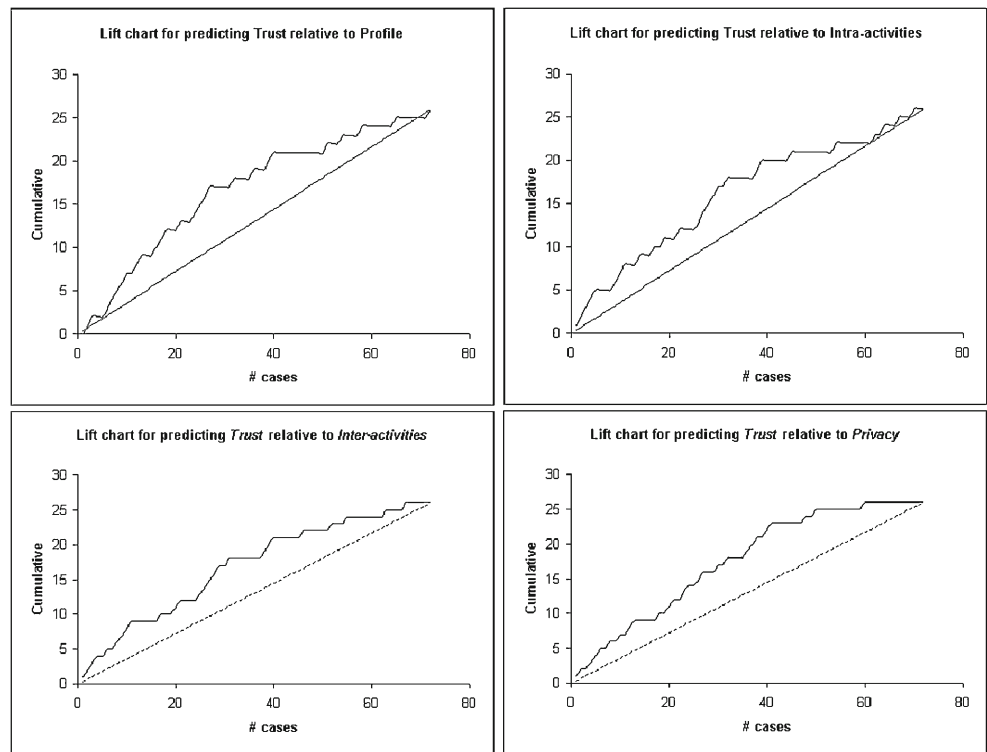 Lift chart for predicting Trust relative to Profile
30
25
20
15
10
5
0
Cumulative
0 20 40 60 80
# cases
Lift chart for predicting Trust relative to Intra-activities
30
25
20
15
10
5
0
Cumulative
0 20 40 60 80
# cases
Lift chart for predicting Trust relative to Inter-activities
30
25
20
15
10
5
0
Cumulative
0 20 40 60 80
# cases
Lift chart for predicting Trust relative to Privacy
30
25
20
15
10
5
0
Cumulative
0 20 40 60 80
# cases